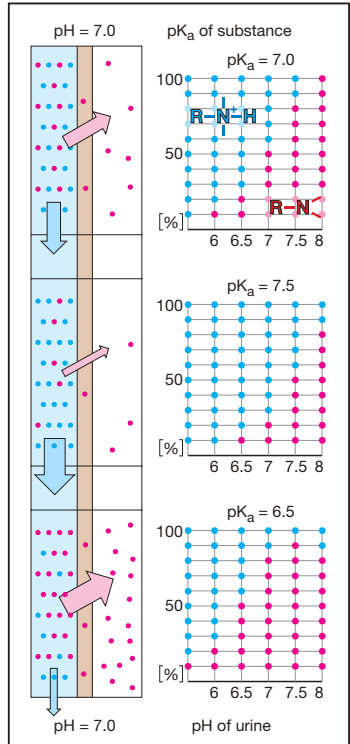 pH = 7.0 pKa of substance
pKa = 7.0
100
R–N⁺–H
50
R–N
[%]
6 6.5 7 7.5 8
pKa = 7.5
100
50
[%]
6 6.5 7 7.5 8
pKa = 6.5
100
50
6 6.5 7 7.5 8
pH = 7.0 pH of urine
[%]